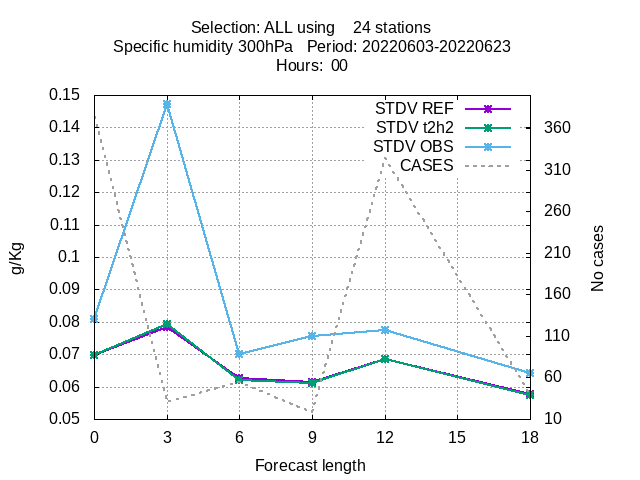 Selection: ALL using    24 stations
Specific humidity 300hPa   Period: 20220603-20220623
Hours:  00
0.15
0.14
0.13
0.12
0.11
0.1
0.09
0.08
0.07
0.06
0.05
g/Kg
STDV REF
STDV t2h2
STDV OBS
CASES
360
310
260
210
160
110
60
10
No cases
0 3 6 9 12 15 18
Forecast length